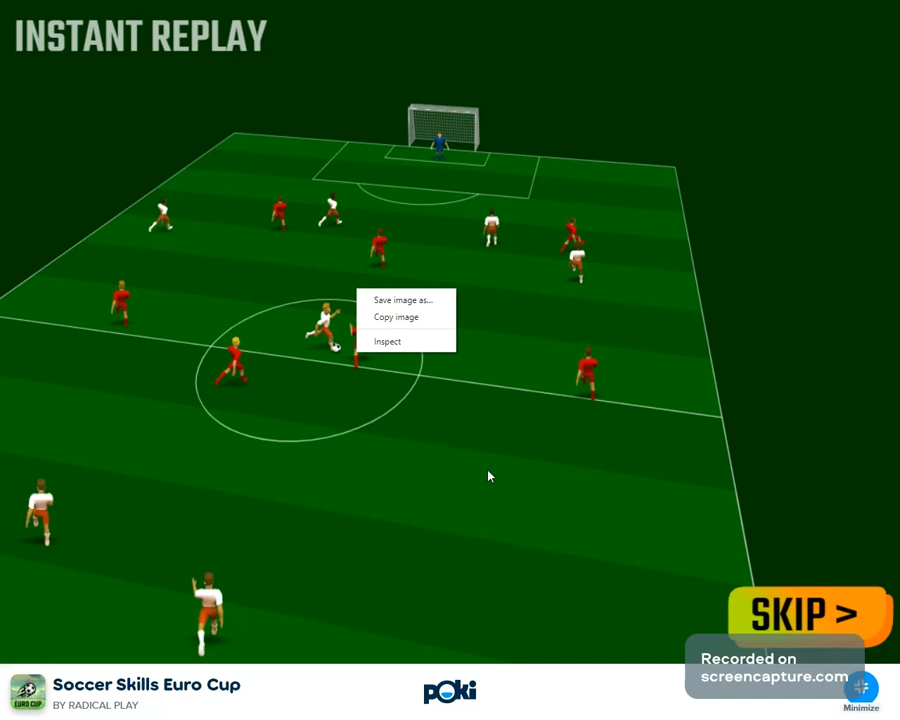 INSTANT REPLAY
Save image as...
Copy image
Inspect
SKIP >
Recorded on
screencapture.com
Soccer Skills Euro Cup
BY RADICAL PLAY
EURO CUP
poki
Minimize